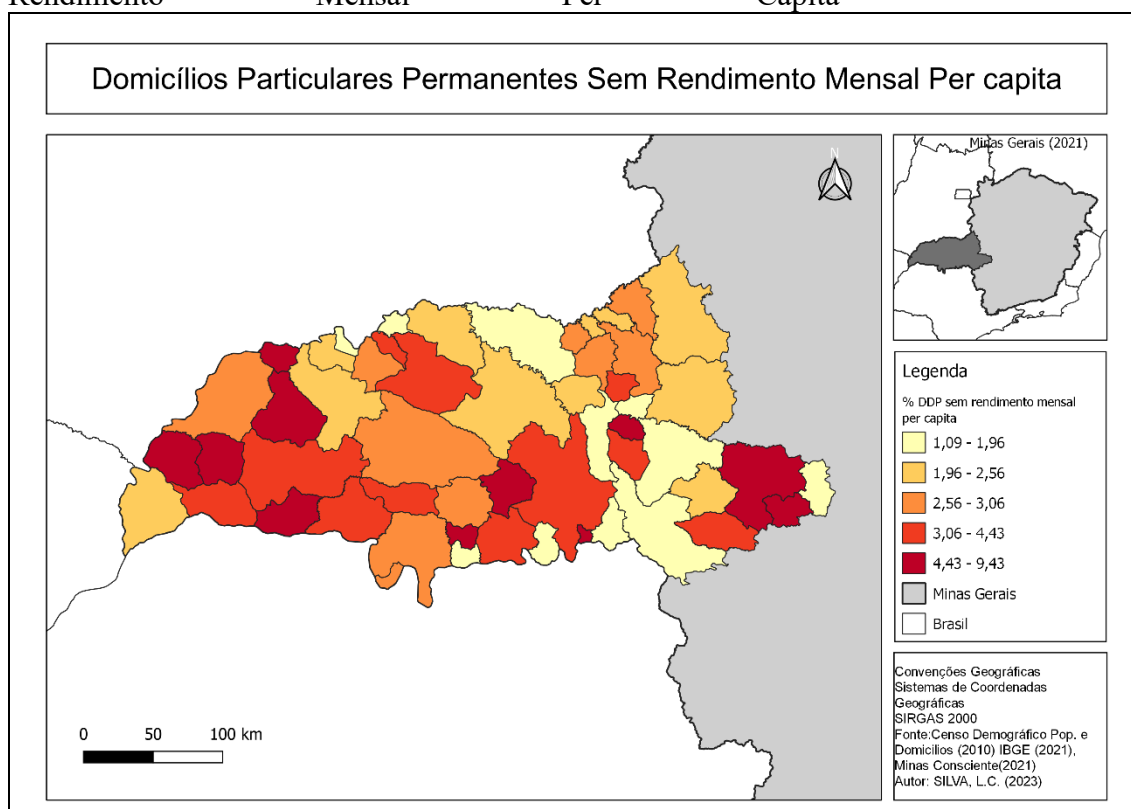 Rendimento Mensal Per Capita
Domicílios Particulares Permanentes Sem Rendimento Mensal Per capita
N
Minas Gerais (2021)
Legenda
% DDP sem rendimento mensal
per capita
1,09 - 1,96
1,96 - 2,56
2,56 - 3,06
3,06 - 4,43
4,43 - 9,43
Minas Gerais
Brasil
Convenções Geográficas
Sistemas de Coordenadas
Geográficas
SIRGAS 2000
Fonte:Censo Demográfico Pop. e
Domicílios (2010) IBGE (2021),
Minas Consciente(2021)
Autor: SILVA, L.C. (2023)
0 50 100 km